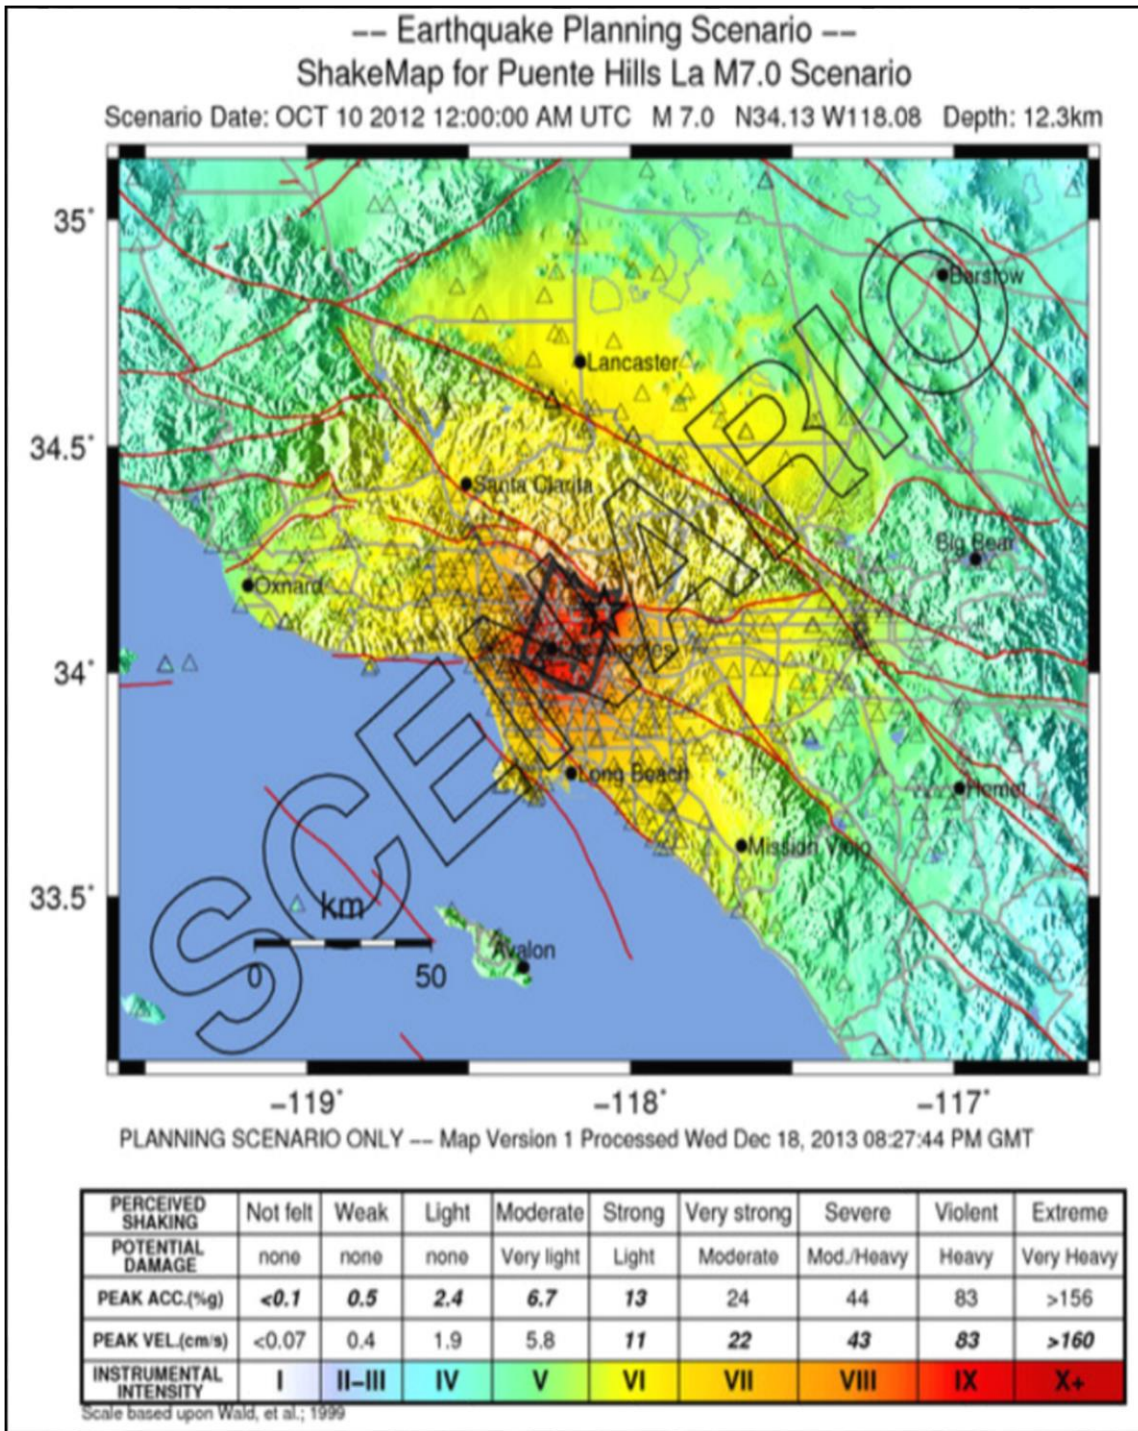 -- Earthquake Planning Scenario --
ShakeMap for Puente Hills La M7.0 Scenario
Scenario Date: OCT 10 2012 12:00:00 AM UTC M 7.0 N34.13 W118.08 Depth: 12.3km
35°
34.5°
34°
33.5°
Barstow
Lancaster
Santa Clarita
Big Bear
Oxnard
Los Angeles
Long Beach
Hemet
Mission Viejo
Avalon
SCENARIO
km
0 50
-119° -118° -117°
PLANNING SCENARIO ONLY -- Map Version 1 Processed Wed Dec 18, 2013 08:27:44 PM GMT
PERCEIVED SHAKING Not felt Weak Light Moderate Strong Very strong Severe Violent Extreme
POTENTIAL DAMAGE none none none Very light Light Moderate Mod./Heavy Heavy Very Heavy
PEAK ACC.(%g) <0.1 0.5 2.4 6.7 13 24 44 83 >156
PEAK VEL.(cm/s) <0.07 0.4 1.9 5.8 11 22 43 83 >160
INSTRUMENTAL INTENSITY I II-III IV V VI VII VIII IX X+
Scale based upon Wald, et al.; 1999